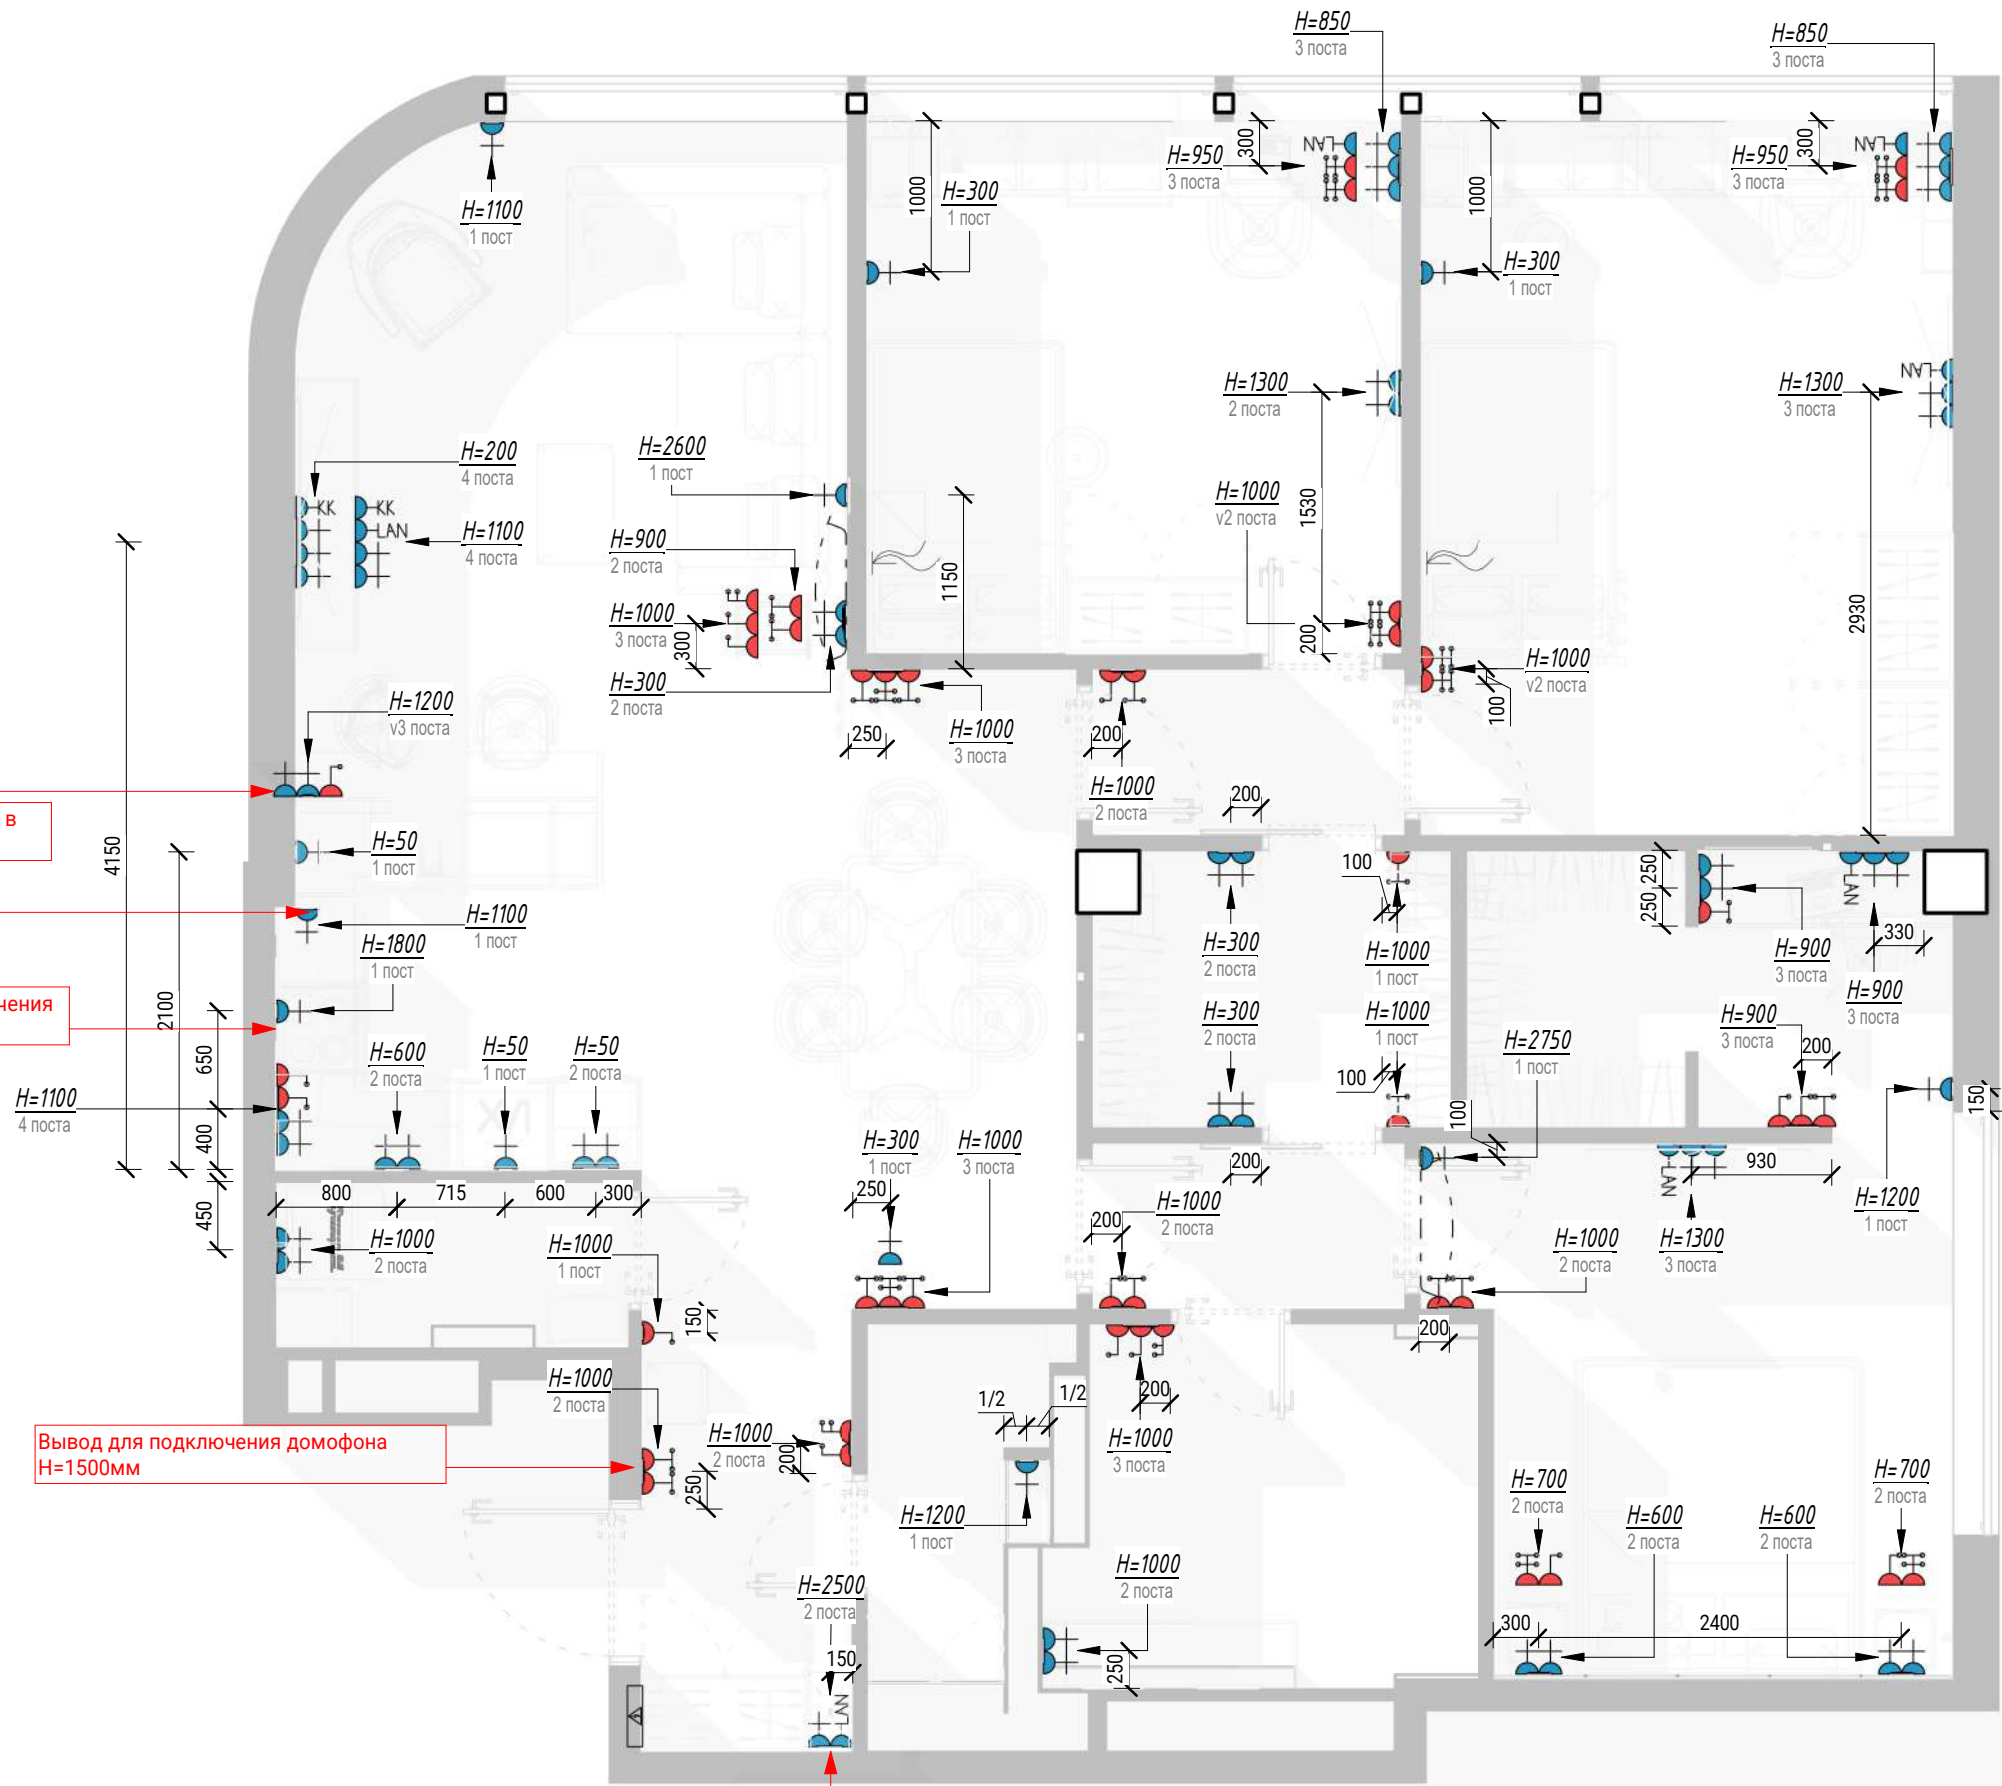 H=850
3 поста
H=850
3 поста
H=950
3 поста
300
LAN
H=950
3 поста
300
LAN
1000
H=300
1 пост
1000
H=300
1 пост
H=1100
1 пост
H=1300
2 поста
H=1300
3 поста
LAN
H=200
4 поста
KK
KK
LAN
H=1100
4 поста
H=2600
1 пост
H=900
2 поста
H=1000
3 поста
300
H=300
2 поста
1150
H=1000
v2 поста
1530
200
2930
H=1000
v2 поста
100
H=1200
v3 поста
250
H=1000
3 поста
200
H=1000
2 поста
200
в
4150
H=50
1 пост
H=1100
1 пост
H=1800
1 пост
2100
чения
650
H=1100
4 поста
400
450
H=600
2 поста
H=50
1 пост
H=50
2 поста
800
715
600
300
H=1000
2 поста
H=1000
1 пост
150
100
H=300
2 поста
H=1000
1 пост
H=300
2 поста
H=1000
1 пост
100
250
250
LAN
H=900
3 поста
330
H=900
3 поста
H=900
3 поста
200
H=2750
1 пост
100
150
H=1200
1 пост
H=300
1 пост
H=1000
3 поста
250
200
H=1000
2 поста
200
LAN
930
H=1300
3 поста
H=1000
2 поста
200
Вывод для подключения домофона
H=1500мм
H=1000
2 поста
250
H=1000
2 поста
200
1/2
1/2
H=1000
3 поста
200
H=1200
1 пост
H=2500
2 поста
150
LAN
H=1000
2 поста
250
H=700
2 поста
H=600
2 поста
H=600
2 поста
H=700
2 поста
300
2400